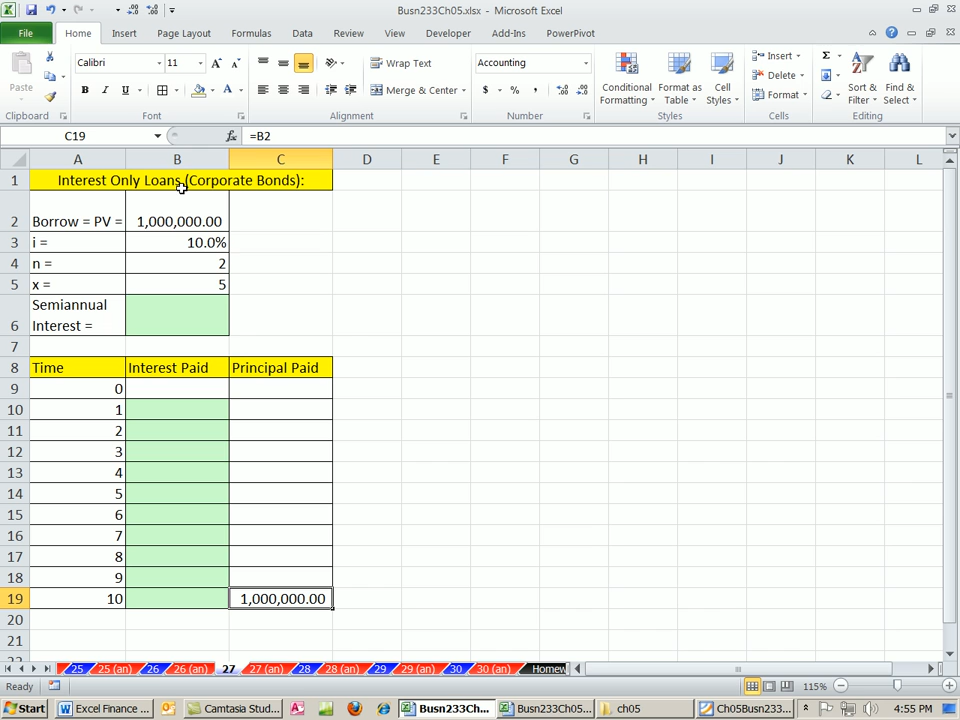 Busn233Ch05.xlsx - Microsoft Excel
File Home Insert Page Layout Formulas Data Review View Developer Add-Ins PowerPivot
Calibri 11 A A Wrap Text Accounting Insert Σ
Paste Conditional Formatting Format as Table Cell Styles Delete Sort & Filter Find & Select
B I U A Merge & Center $ % , Format
Clipboard Font Alignment Number Styles Cells Editing
C19 fx =B2
A B C D E F G H I J K L
1 Interest Only Loans (Corporate Bonds):
2 Borrow = PV = 1,000,000.00
3 i = 10.0%
4 n = 2
5 x = 5
Semiannual
6 Interest =
7
8 Time Interest Paid Principal Paid
9 0
10 1
11 2
12 3
13 4
14 5
15 6
16 7
17 8
18 9
19 10 1,000,000.00
20
21
25 25 (an) 26 26 (an) 27 27 (an) 28 28 (an) 29 29 (an) 30 30 (an) Homew
Ready 115%
Start Excel Finance ... Camtasia Stud... Busn233Ch... Busn233Ch05... ch05 Ch05Busn233... 4:55 PM